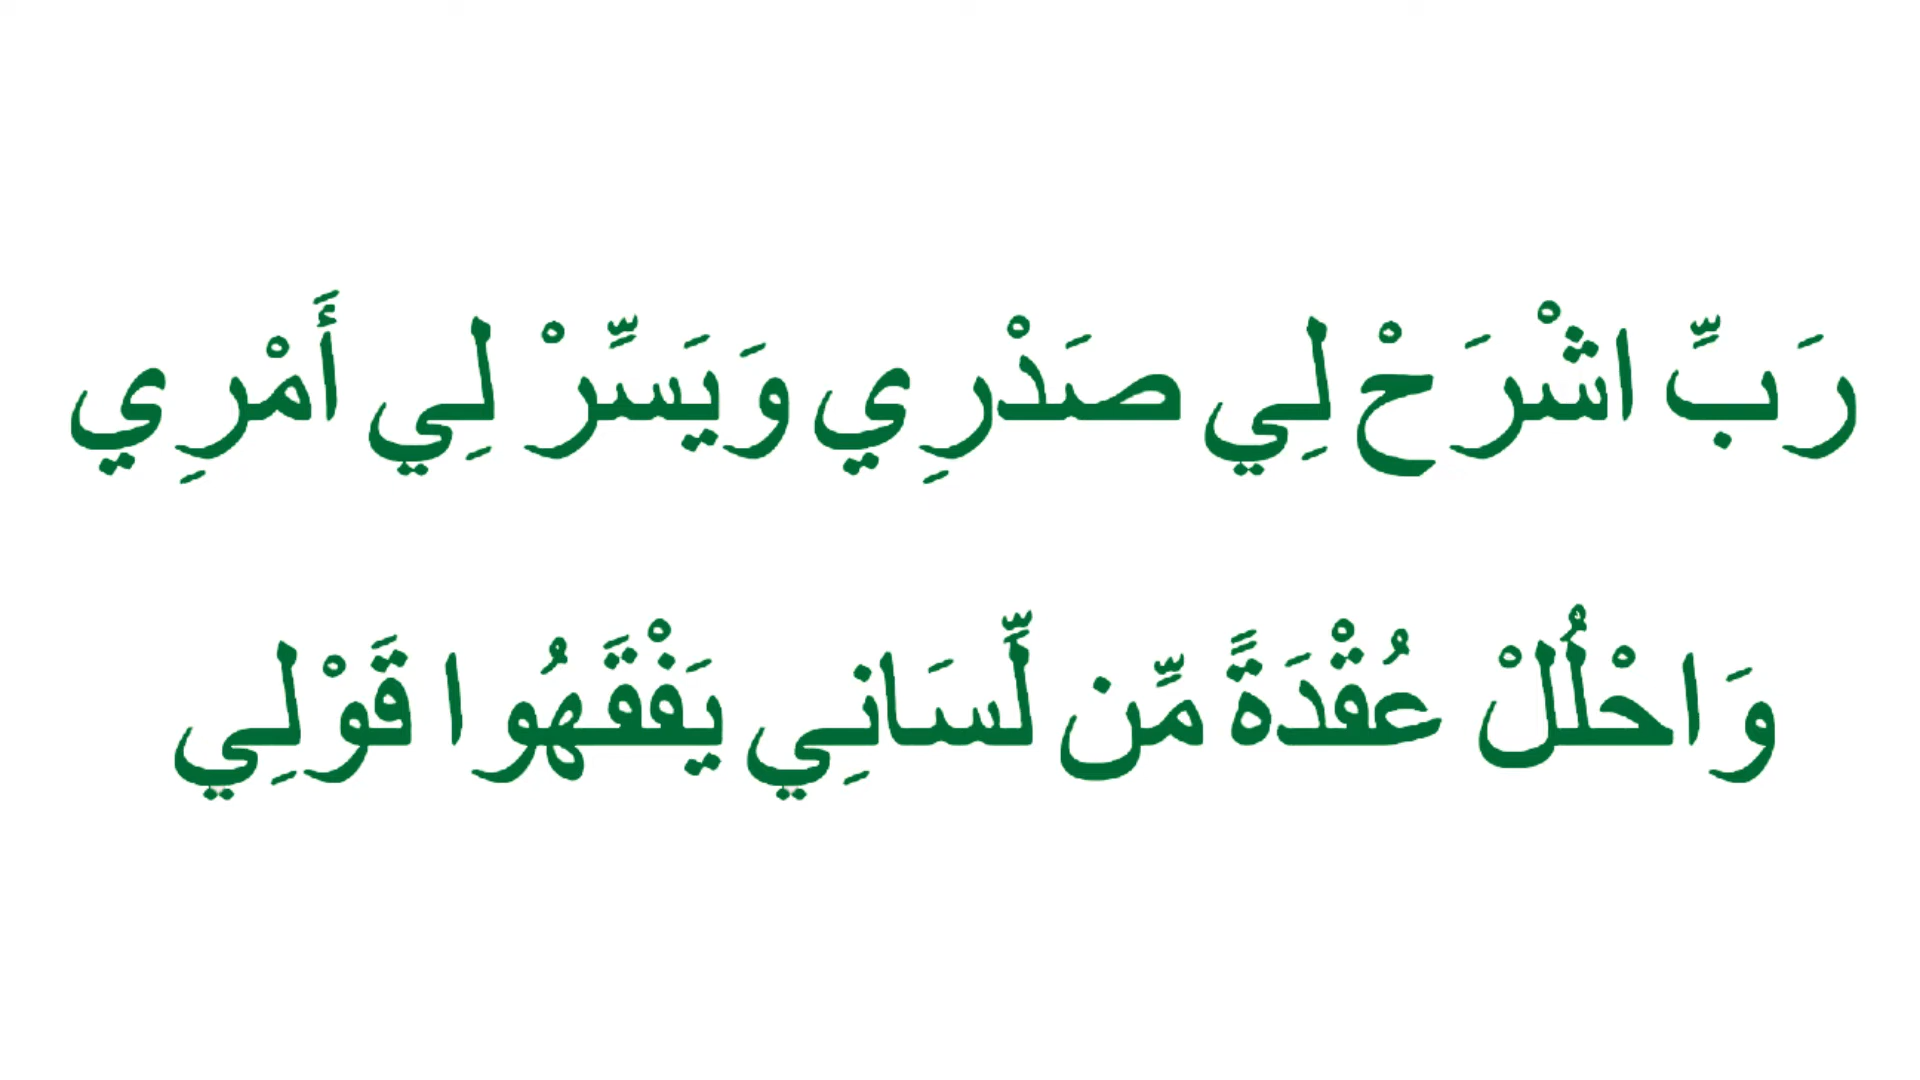 رَبِّ اشْرَحْ لِي صَدْرِي وَيَسِّرْ لِي أَمْرِي
وَاحْلُلْ عُقْدَةً مِّن لِّسَانِي يَفْقَهُوا قَوْلِي